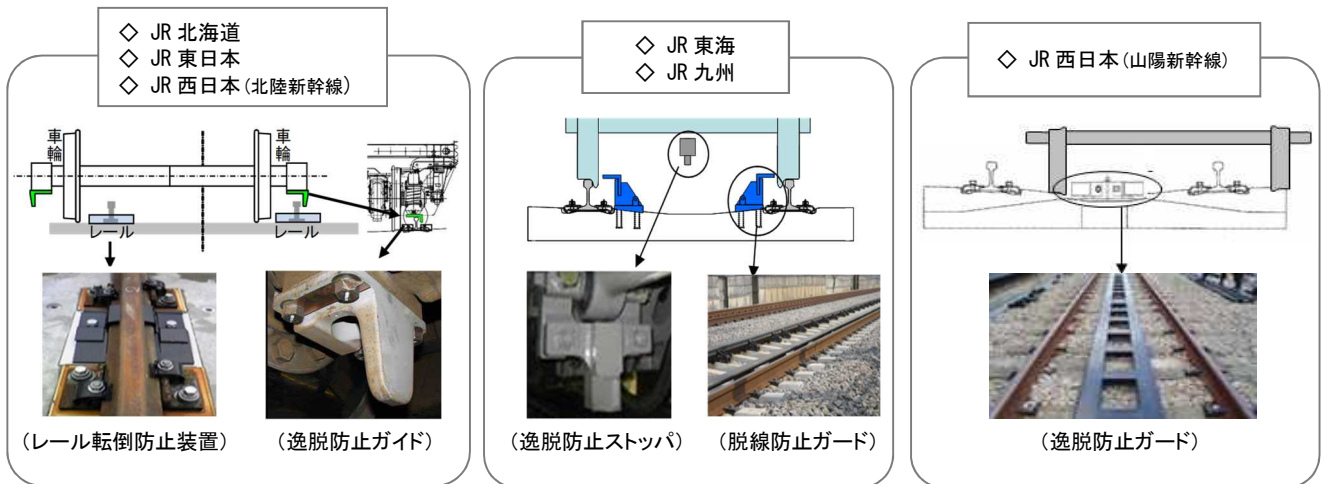 ◇ JR 北海道
◇ JR 東日本
◇ JR 西日本(北陸新幹線)
車輪
車輪
レール
レール
(レール転倒防止装置)
(逸脱防止ガイド)
◇ JR 東海
◇ JR 九州
(逸脱防止ストッパ)
(脱線防止ガード)
◇ JR 西日本(山陽新幹線)
(逸脱防止ガード)